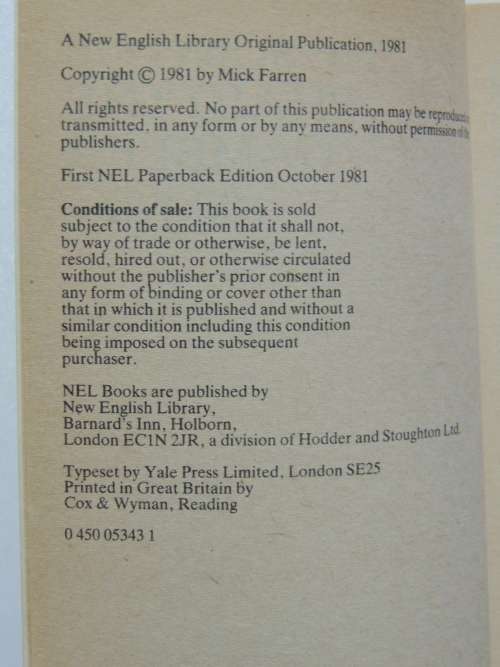 A New English Library Original Publication, 1981
Copyright © 1981 by Mick Farren
All rights reserved. No part of this publication may be reproduced
transmitted, in any form or by any means, without permission of the
publishers.
First NEL Paperback Edition October 1981
Conditions of sale: This book is sold
subject to the condition that it shall not,
by way of trade or otherwise, be lent,
resold, hired out, or otherwise circulated
without the publisher's prior consent in
any form of binding or cover other than
that in which it is published and without a
similar condition including this condition
being imposed on the subsequent
purchaser.
NEL Books are published by
New English Library,
Barnard's Inn, Holborn,
London EC1N 2JR, a division of Hodder and Stoughton Ltd.
Typeset by Yale Press Limited, London SE25
Printed in Great Britain by
Cox & Wyman, Reading
0 450 05343 1